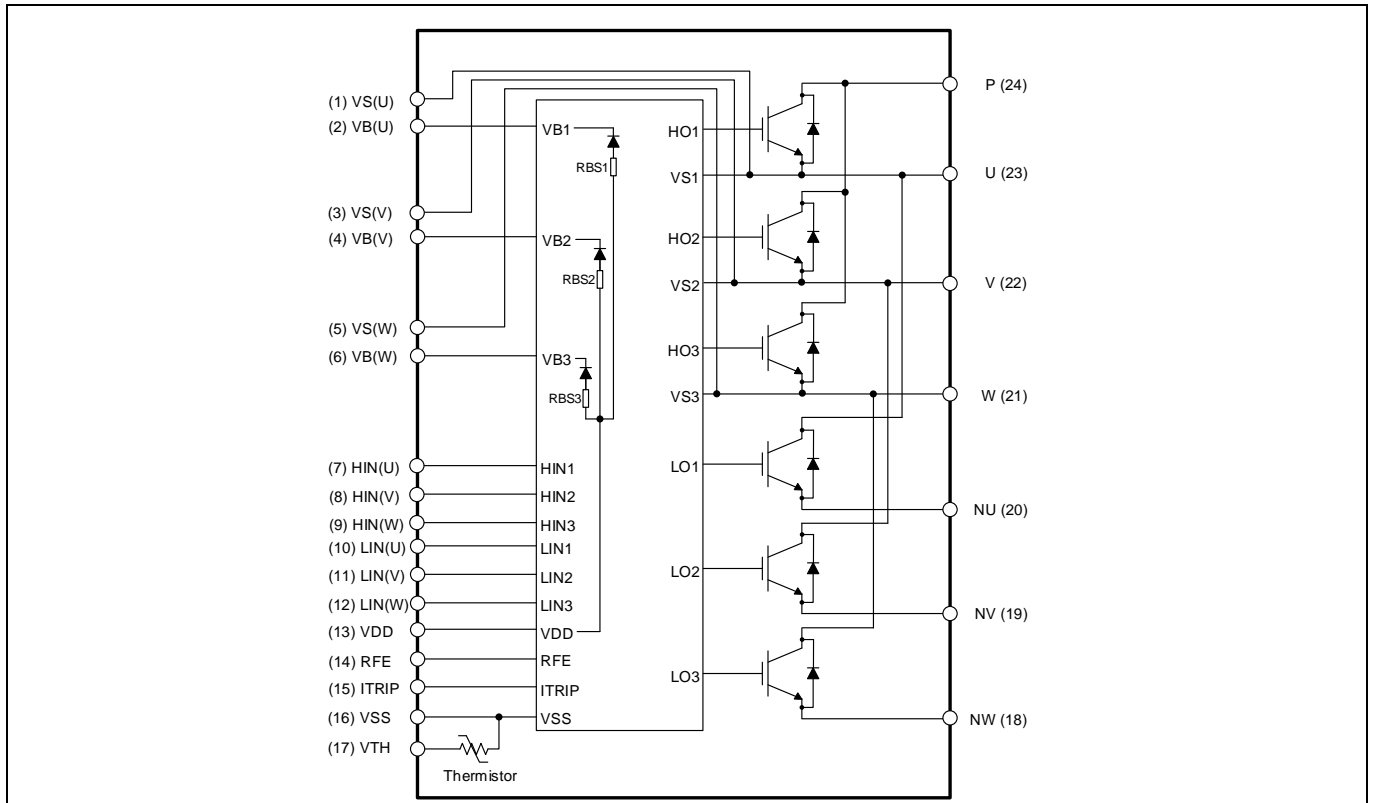 (1) VS(U)
(2) VB(U)
(3) VS(V)
(4) VB(V)
(5) VS(W)
(6) VB(W)
(7) HIN(U)
(8) HIN(V)
(9) HIN(W)
(10) LIN(U)
(11) LIN(V)
(12) LIN(W)
(13) VDD
(14) RFE
(15) ITRIP
(16) VSS
(17) VTH
Thermistor
VB1
RBS1
VB2
RBS2
VB3
RBS3
HIN1
HIN2
HIN3
LIN1
LIN2
LIN3
VDD
RFE
ITRIP
VSS
HO1
VS1
HO2
VS2
HO3
VS3
LO1
LO2
LO3
P (24)
U (23)
V (22)
W (21)
NU (20)
NV (19)
NW (18)